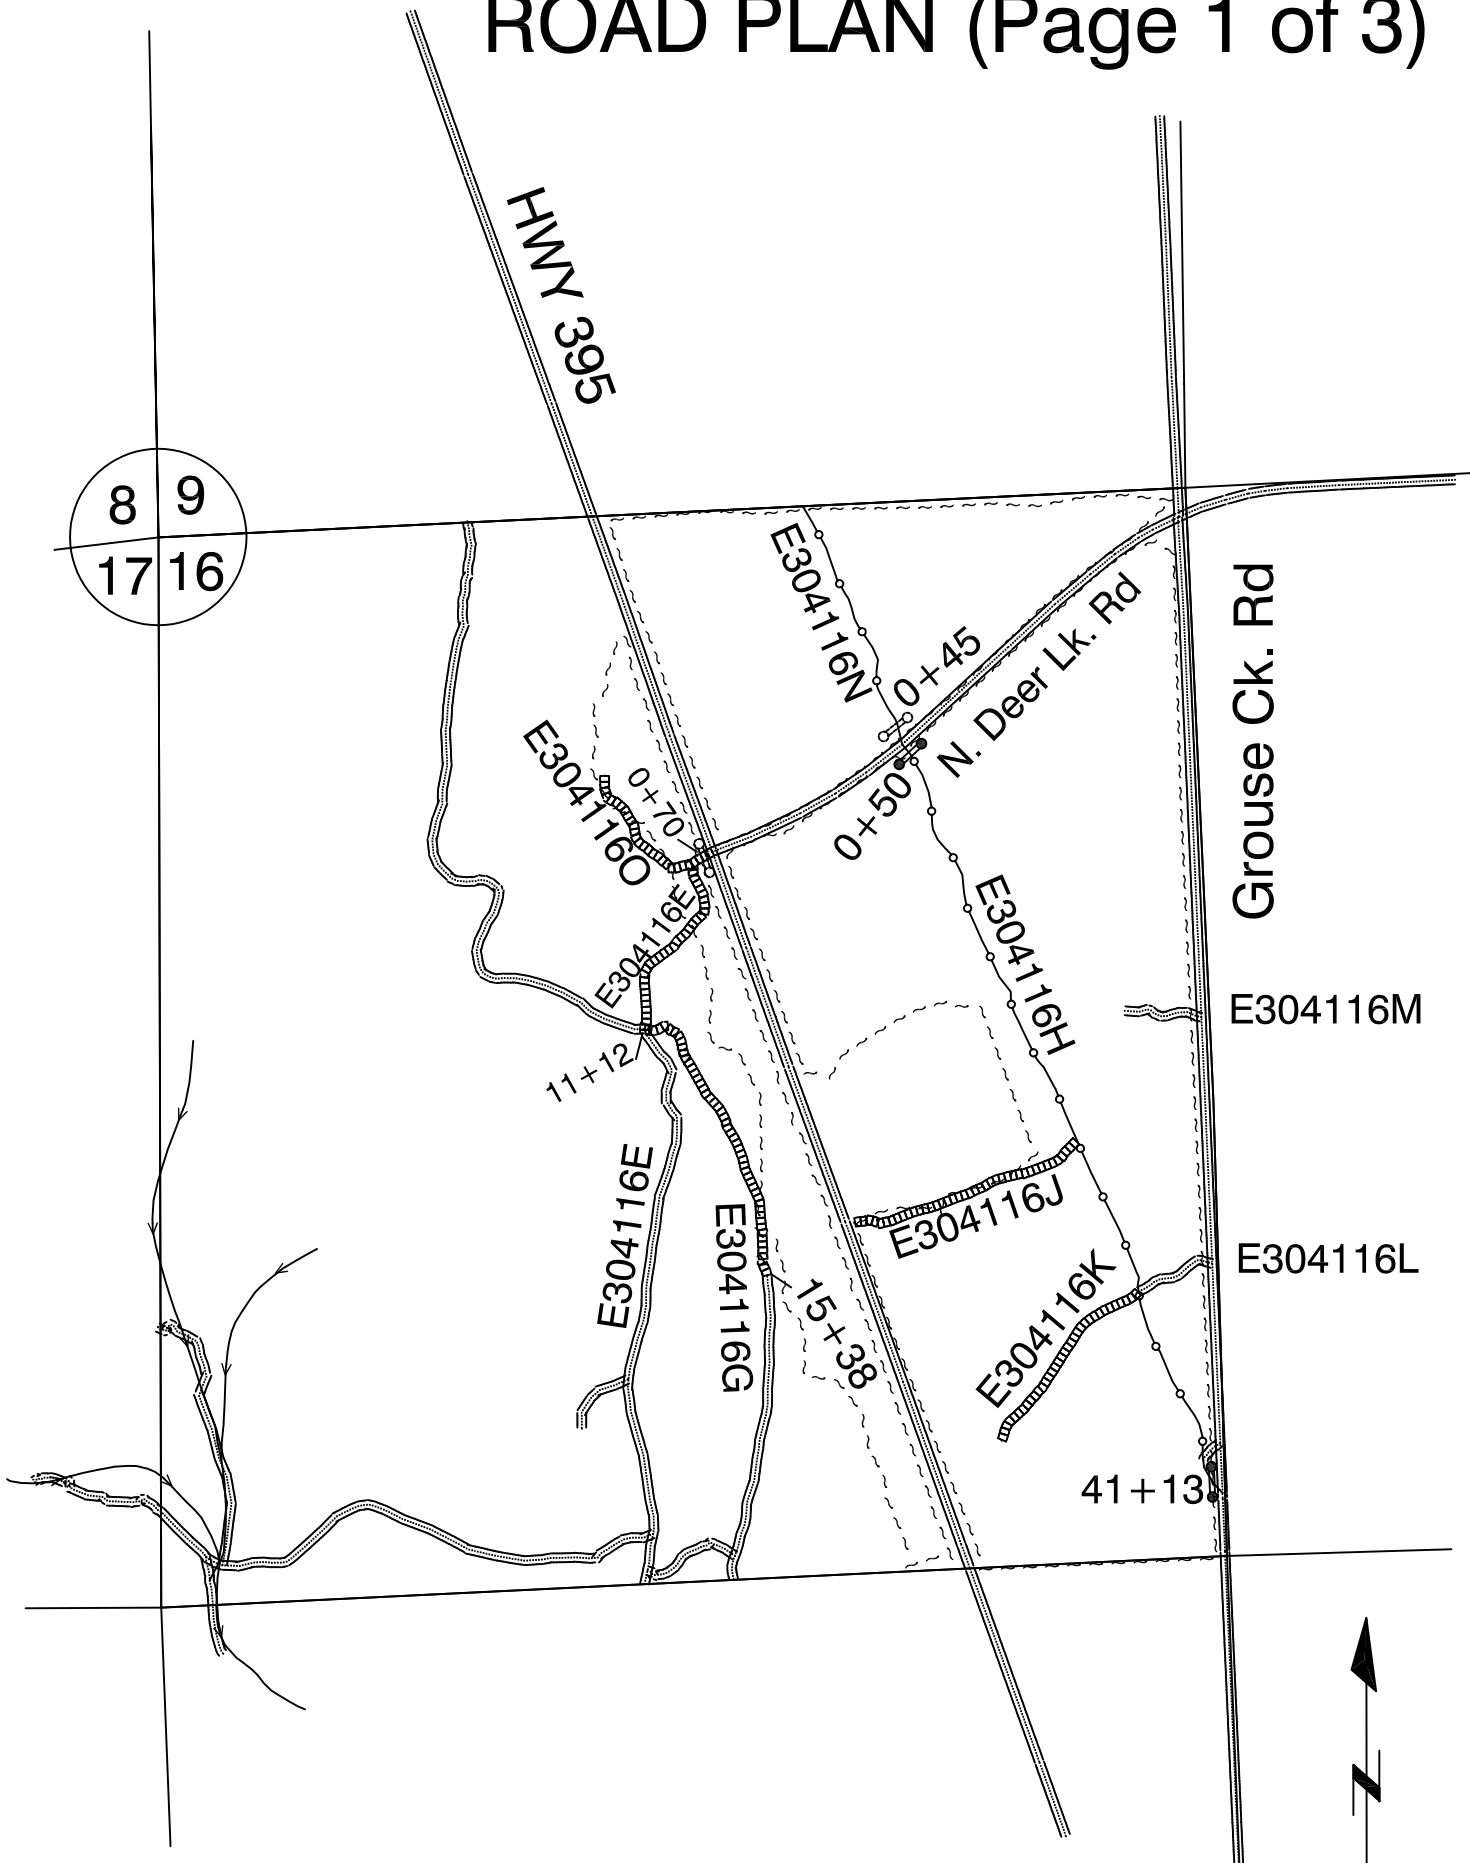 ROAD PLAN (Page 1 of 3)
HWY 395
8 9
17 16
E304116N
0+45
N. Deer Lk. Rd
Grouse Ck. Rd
E304116O
0+70
0+50
E304116E
E304116H
E304116M
11+12
E304116E
E304116G
E304116J
E304116L
15+38
E304116K
41+13
N